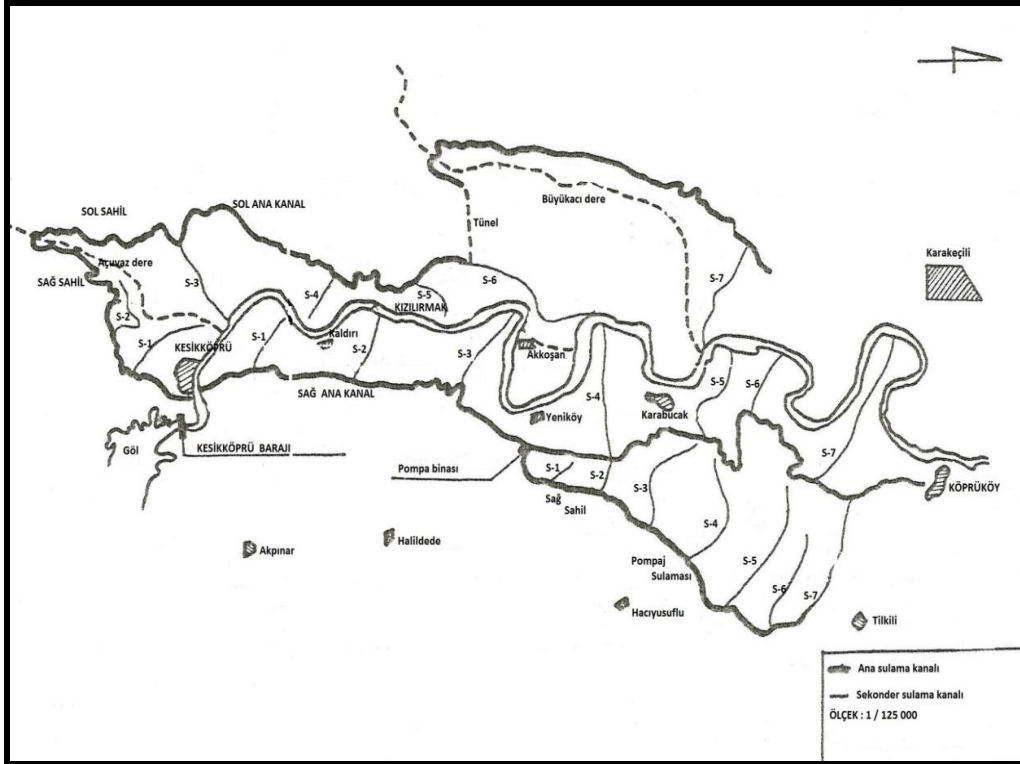 SOL SAHİL
SOL ANA KANAL
Büyükacı dere
Tünel
Karakeçili
Açuvaz dere
SAĞ SAHİL
S-3
S-4
S-5
S-6
S-7
KIZILIRMAK
S-2
S-1
KESİKKÖPRÜ
S-1
Kaldırı
S-2
S-3
Akkoşan
S-4
S-5
S-6
SAĞ ANA KANAL
Yeniköy
Karabucak
S-7
Göl
KESİKKÖPRÜ BARAJI
Pompa binası
S-1
S-2
S-3
Sağ
Sahil
KÖPRÜKÖY
S-4
Akpınar
Halildede
Pompaj
Sulaması
S-5
S-6
S-7
Hacıyusuflu
Tilkili
Ana sulama kanalı
Sekonder sulama kanalı
ÖLÇEK : 1 / 125 000